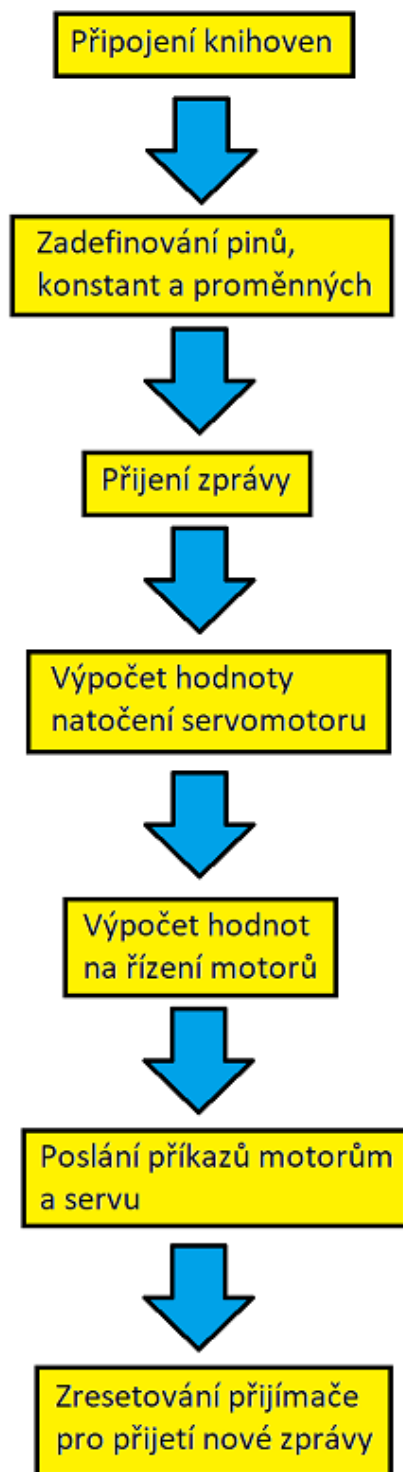 Připojení knihoven
Zadefinování pinů,
konstant a proměnných
Přijení zprávy
Výpočet hodnoty
natočení servomotoru
Výpočet hodnot
na řízení motorů
Poslání příkazů motorům
a servu
Zresetování přijímače
pro přijetí nové zprávy